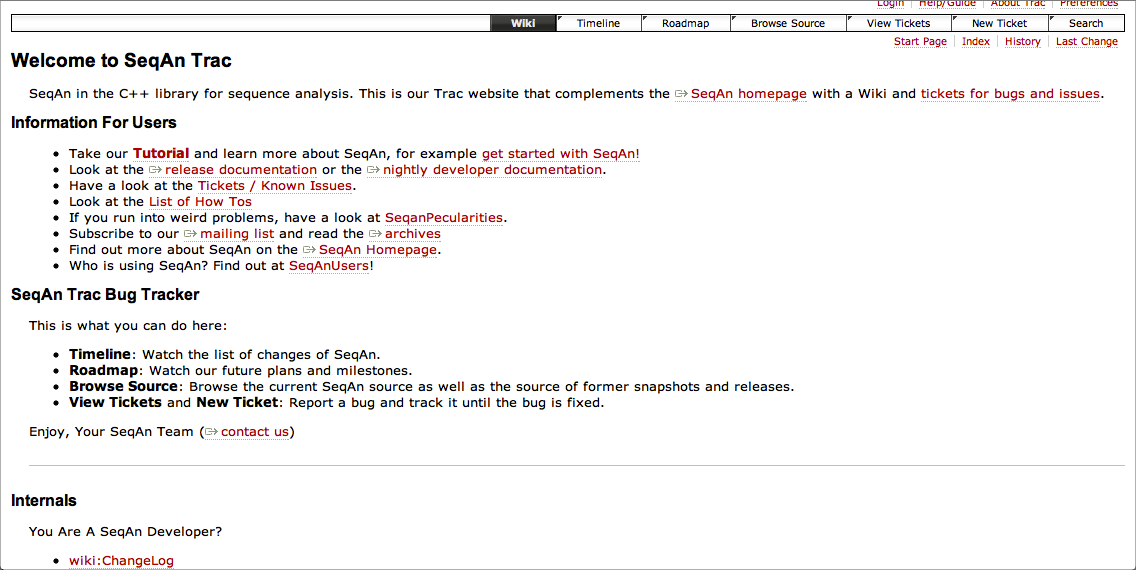 Login Help/Guide About Trac Preferences
Wiki Timeline Roadmap Browse Source View Tickets New Ticket Search
Start Page Index History Last Change
Welcome to SeqAn Trac
SeqAn in the C++ library for sequence analysis. This is our Trac website that complements the SeqAn homepage with a Wiki and tickets for bugs and issues.
Information For Users
Take our Tutorial and learn more about SeqAn, for example get started with SeqAn!
Look at the release documentation or the nightly developer documentation.
Have a look at the Tickets / Known Issues.
Look at the List of How Tos
If you run into weird problems, have a look at SeqanPecularities.
Subscribe to our mailing list and read the archives
Find out more about SeqAn on the SeqAn Homepage.
Who is using SeqAn? Find out at SeqAnUsers!
SeqAn Trac Bug Tracker
This is what you can do here:
Timeline: Watch the list of changes of SeqAn.
Roadmap: Watch our future plans and milestones.
Browse Source: Browse the current SeqAn source as well as the source of former snapshots and releases.
View Tickets and New Ticket: Report a bug and track it until the bug is fixed.
Enjoy, Your SeqAn Team (contact us)
Internals
You Are A SeqAn Developer?
wiki:ChangeLog